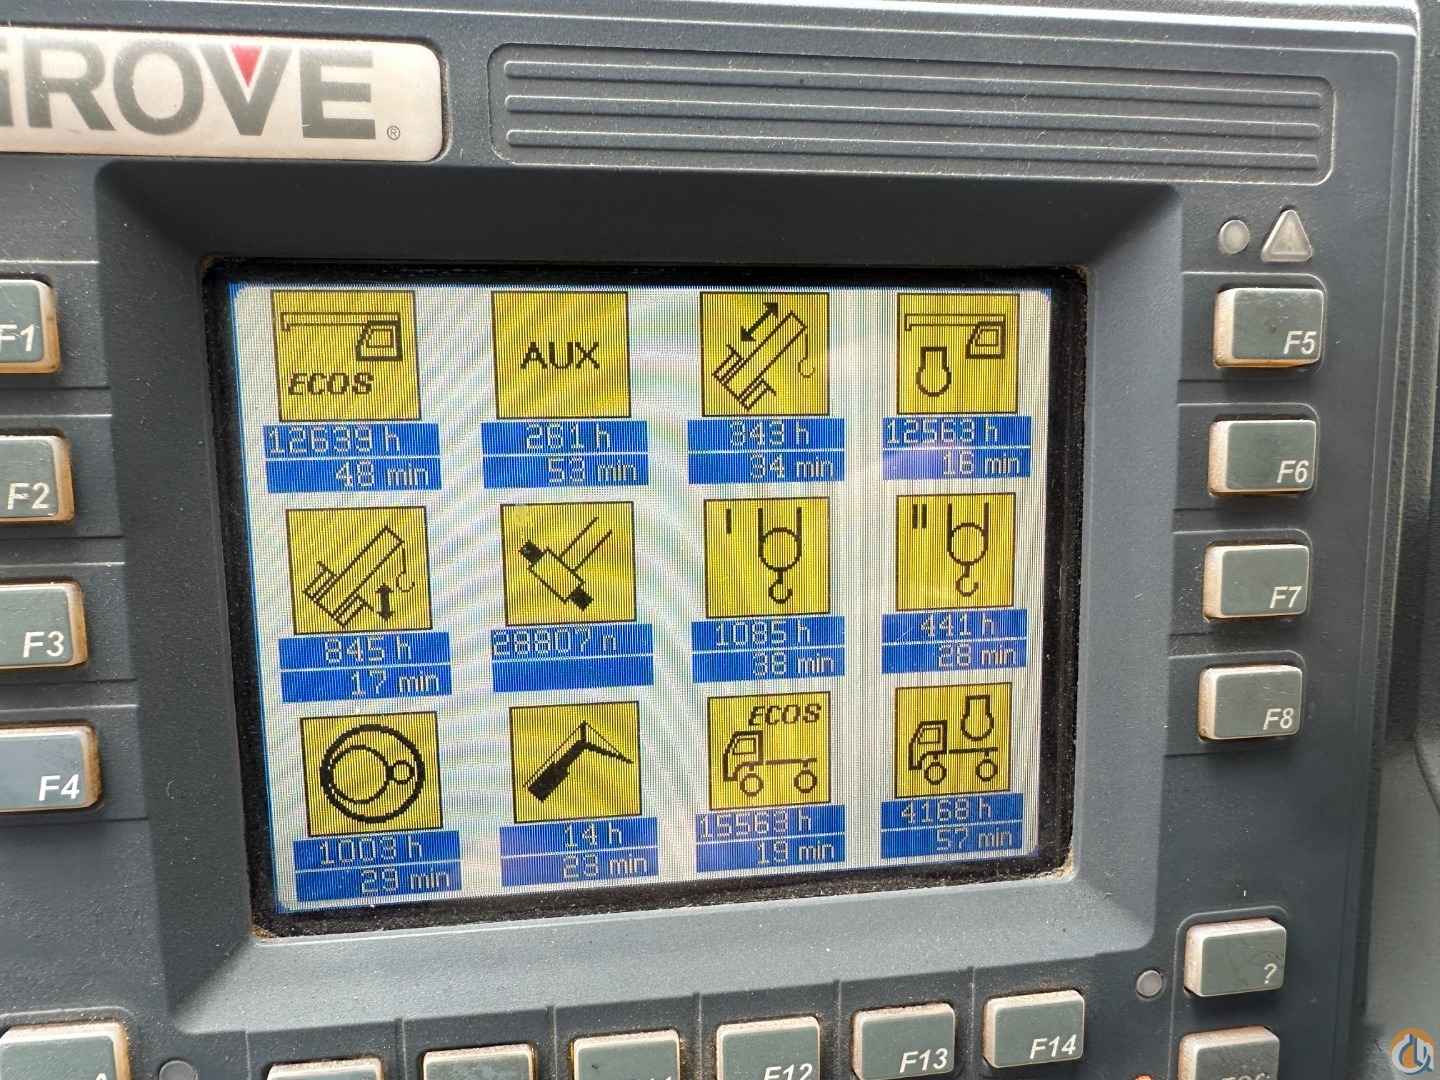 GROVE®
F1
F2
F3
F4
ECOS
12639 h
48 min
AUX
261 h
53 min
343 h
34 min
12563 h
16 min
845 h
17 min
28807 n
I
1085 h
38 min
II
441 h
28 min
1003 h
29 min
14 h
23 min
ECOS
15563 h
19 min
4168 h
57 min
F5
F6
F7
F8
?
F12
F13
F14